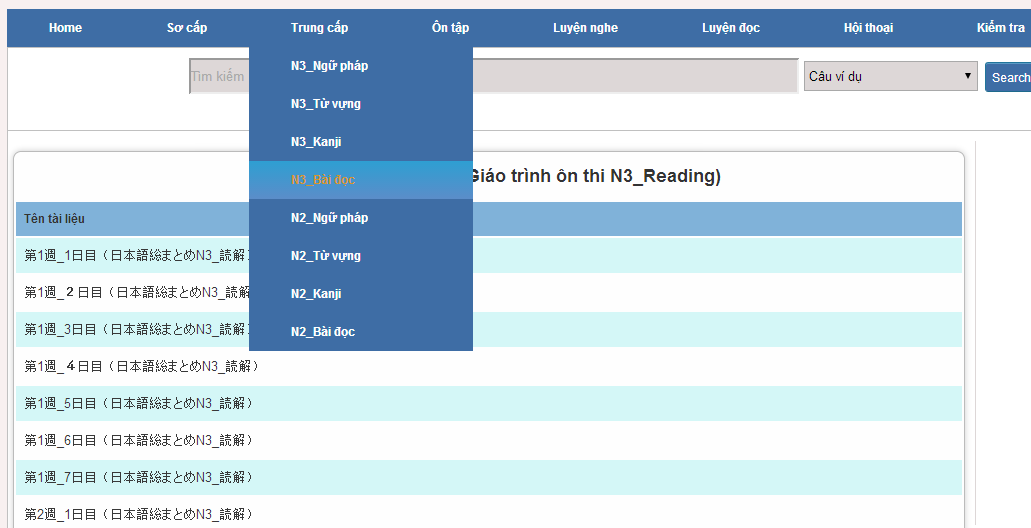 Home Sơ cấp Trung cấp Ôn tập Luyện nghe Luyện đọc Hội thoại Kiểm tra
N3_Ngữ pháp
Tìm kiếm Câu ví dụ Search
N3_Từ vựng
N3_Kanji
N3_Bài đọc
Giáo trình ôn thi N3_Reading)
N2_Ngữ pháp
Tên tài liệu
N2_Từ vựng
第1週_1日目（日本語総まとめN3_読解
N2_Kanji
第1週_２日目（日本語総まとめN3_読解
N2_Bài đọc
第1週_3日目（日本語総まとめN3_読解）
第1週_４日目（日本語総まとめN3_読解）
第1週_5日目（日本語総まとめN3_読解）
第1週_6日目（日本語総まとめN3_読解）
第1週_7日目（日本語総まとめN3_読解）
第2週_1日目（日本語総まとめN3_読解）